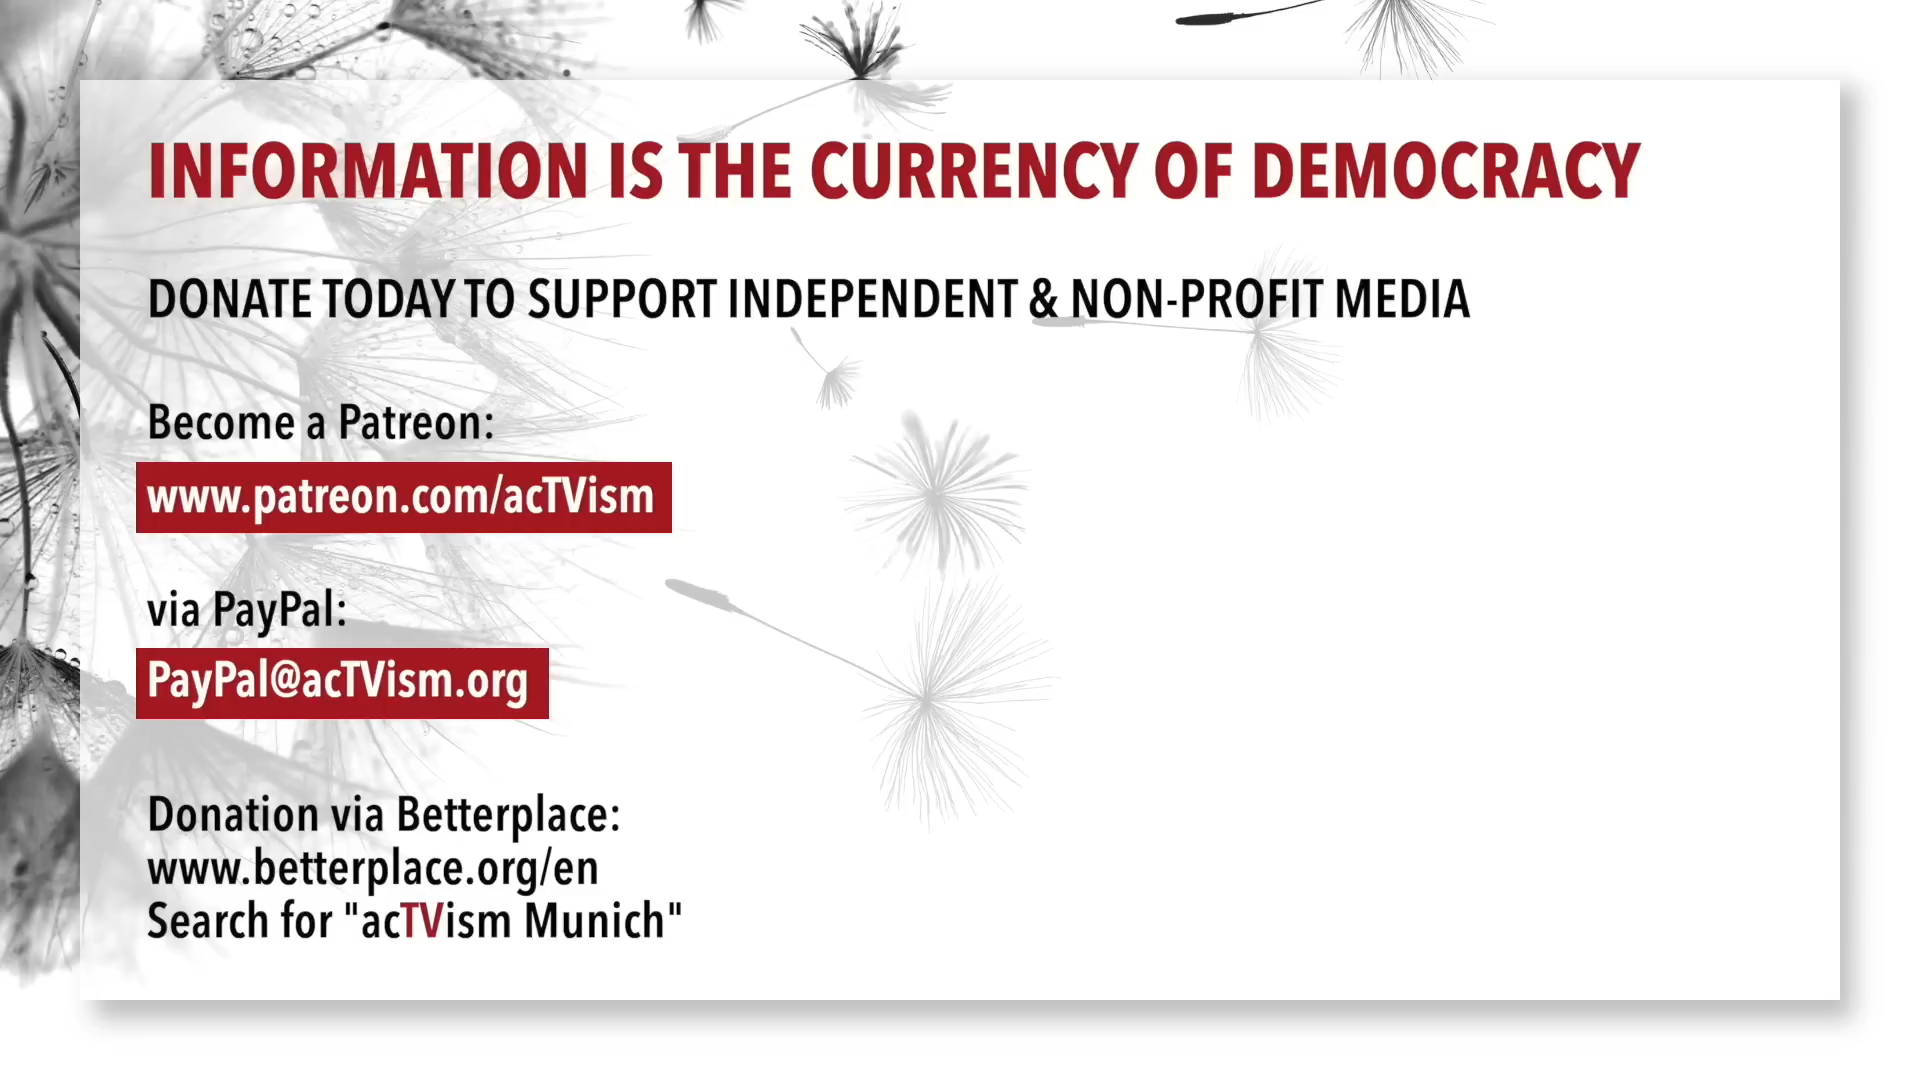 INFORMATION IS THE CURRENCY OF DEMOCRACY
DONATE TODAY TO SUPPORT INDEPENDENT & NON-PROFIT MEDIA
Become a Patreon:
www.patreon.com/acTVism
via PayPal:
PayPal@acTVism.org
Donation via Betterplace:
www.betterplace.org/en
Search for "acTVism Munich"